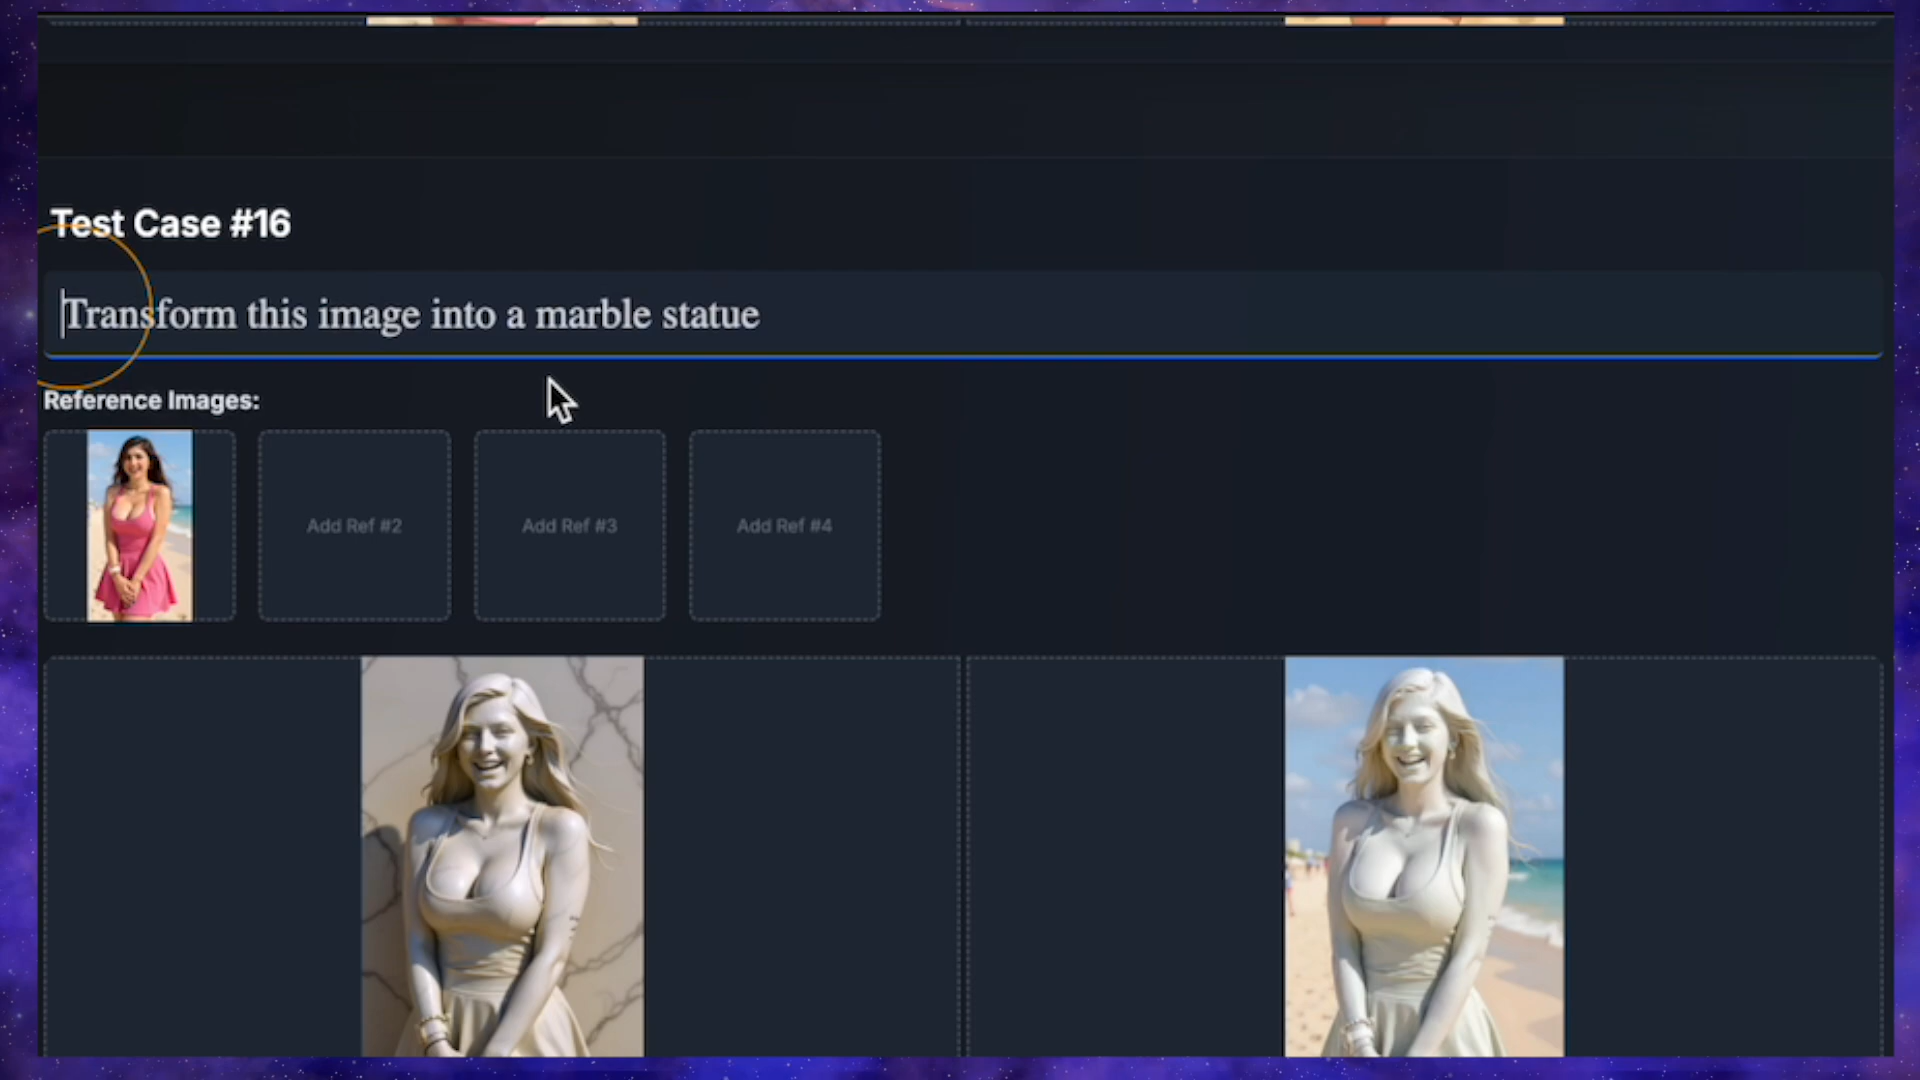 Test Case #16
Transform this image into a marble statue
Reference Images:
Add Ref #2
Add Ref #3
Add Ref #4